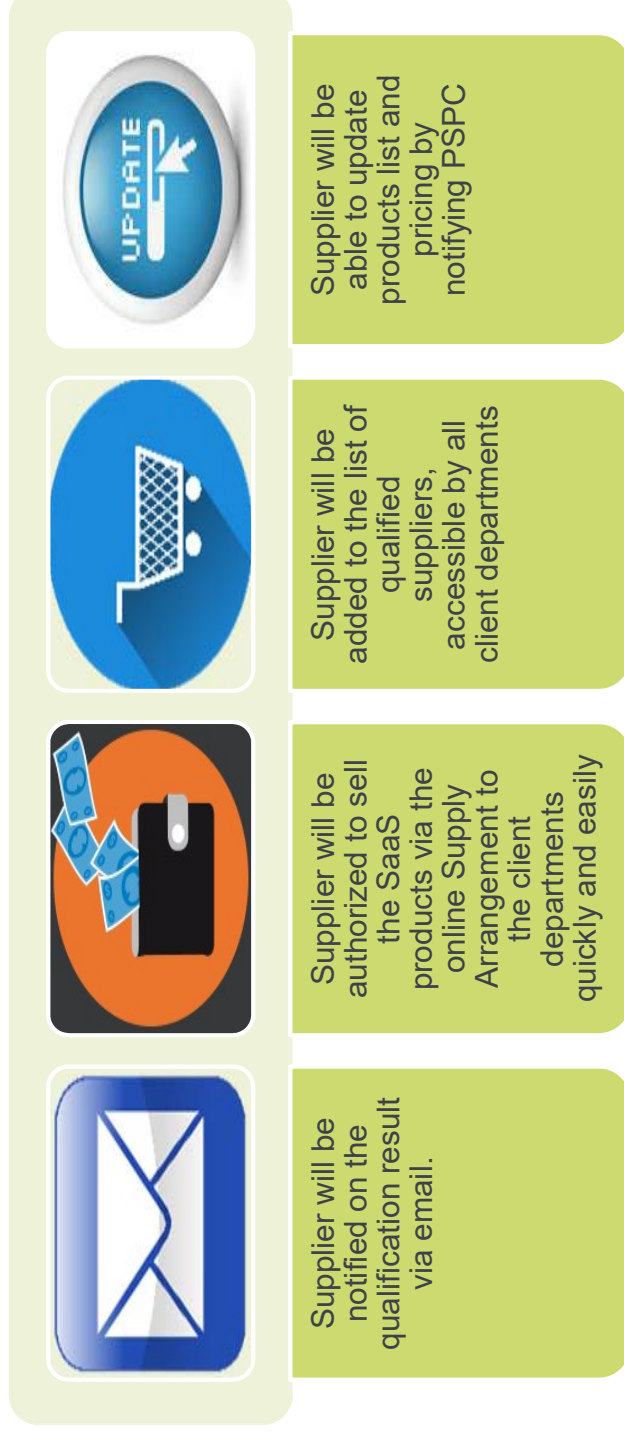 Supplier will be
notified on the
qualification result
via email.
Supplier will be
authorized to sell
the SaaS
products via the
online Supply
Arrangement to
the client
departments
quickly and easily
Supplier will be
added to the list of
qualified
suppliers,
accessible by all
client departments
UPDATE
Supplier will be
able to update
products list and
pricing by
notifying PSPC